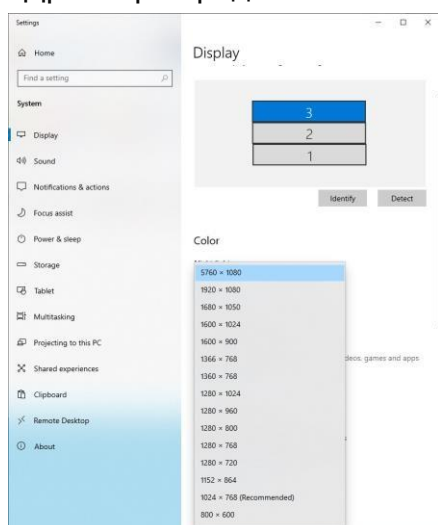 Settings
Home
Find a setting
System
Display
Sound
Notifications & actions
Focus assist
Power & sleep
Storage
Tablet
Multitasking
Projecting to this PC
Shared experiences
Clipboard
Remote Desktop
About
Display
3
2
1
Identify
Detect
Color
5760 × 1080
1920 × 1080
1680 × 1050
1600 × 1024
1600 × 900
1366 × 768
1360 × 768
1280 × 1024
1280 × 960
1280 × 800
1280 × 768
1280 × 720
1152 × 864
1024 × 768 (Recommended)
800 × 600
games and apps